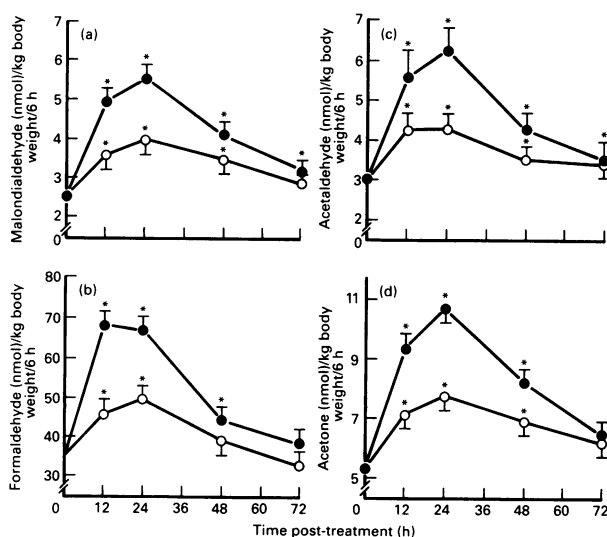 (a)
Malondialdehyde (nmol)/kg body
weight/6 h
7
6
5
4
3
2
0
* * * *
* * *
(c)
Acetaldehyde (nmol)/kg body
weight/6 h
7
6
5
4
3
2
0
* * * *
* * *
(b)
Formaldehyde (nmol)/kg body
weight/6 h
80
70
60
50
40
30
0 12 24 36 48 72
* * *
* *
(d)
Acetone (nmol)/kg body
weight/6 h
11
9
7
5
0 12 24 36 48 72
* * *
* * *
Time post-treatment (h)